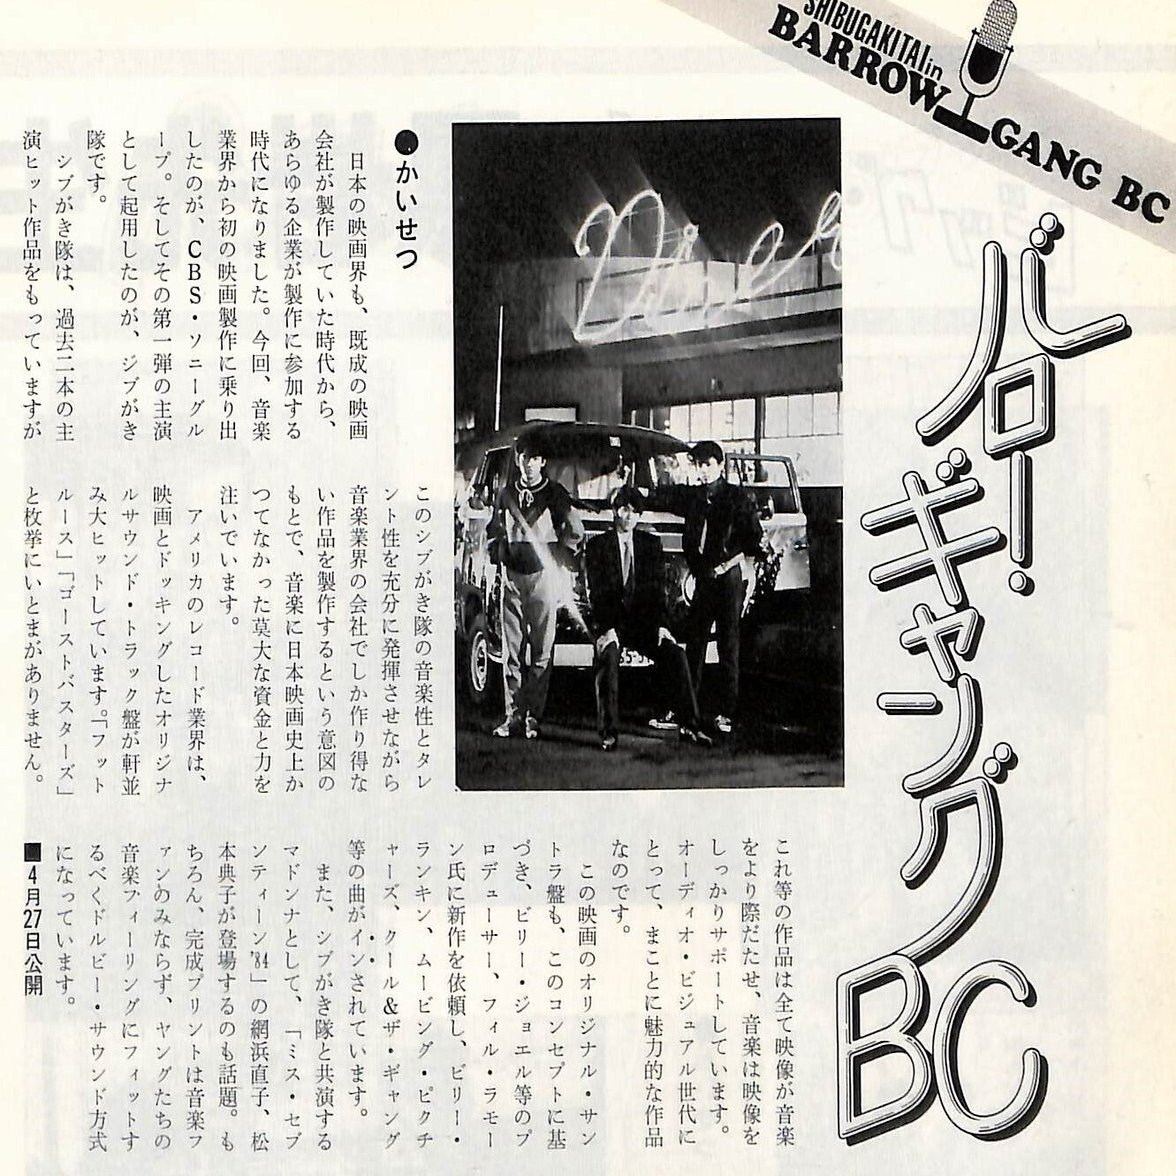 SHIBUGAKITAI in
BARROW GANG BC
バロー・ギャングBC
Diner
●かいせつ
日本の映画界も、既成の映画
会社が製作していた時代から、
あらゆる企業が製作に参加する
時代になりました。今回、音楽
業界から初の映画製作に乗り出
したのが、CBS・ソニーグル
ープ。そしてその第一弾の主演
として起用したのが、シブがき
隊です。
シブがき隊は、過去二本の主
演ヒット作品をもっていますが
このシブがき隊の音楽性とタレ
ント性を充分に発揮させながら
音楽業界の会社でしか作り得な
い作品を製作するという意図の
もとで、音楽に日本映画史上か
つてなかった莫大な資金と力を
注いでいます。
アメリカのレコード業界は、
映画とドッキングしたオリジナ
ルサウンド・トラック盤が軒並
み大ヒットしています。「フット
ルース」「ゴーストバスターズ」
と枚挙にいとまがありません。
これ等の作品は全て映像が音楽
をより際だたせ、音楽は映像を
しっかりサポートしています。
オーディオ・ビジュアル世代に
とって、まことに魅力的な作品
なのです。
この映画のオリジナル・サン
トラ盤も、このコンセプトに基
づき、ビリー・ジョエル等のプ
ロデューサー、フィル・ラモー
ン氏に新作を依頼し、ビリー・
ランキン、ムービング・ピクチ
ャーズ、クール&ザ・ギャング
等の曲がインされています。
また、シブがき隊と共演する
マドンナとして、「ミス・セブ
ンティーン'84」の網浜直子、松
本典子が登場するのも話題。も
ちろん、完成プリントは音楽フ
ァンのみならず、ヤングたちの
音楽フィーリングにフィットす
るべくドルビー・サウンド方式
になっています。
■4月27日公開